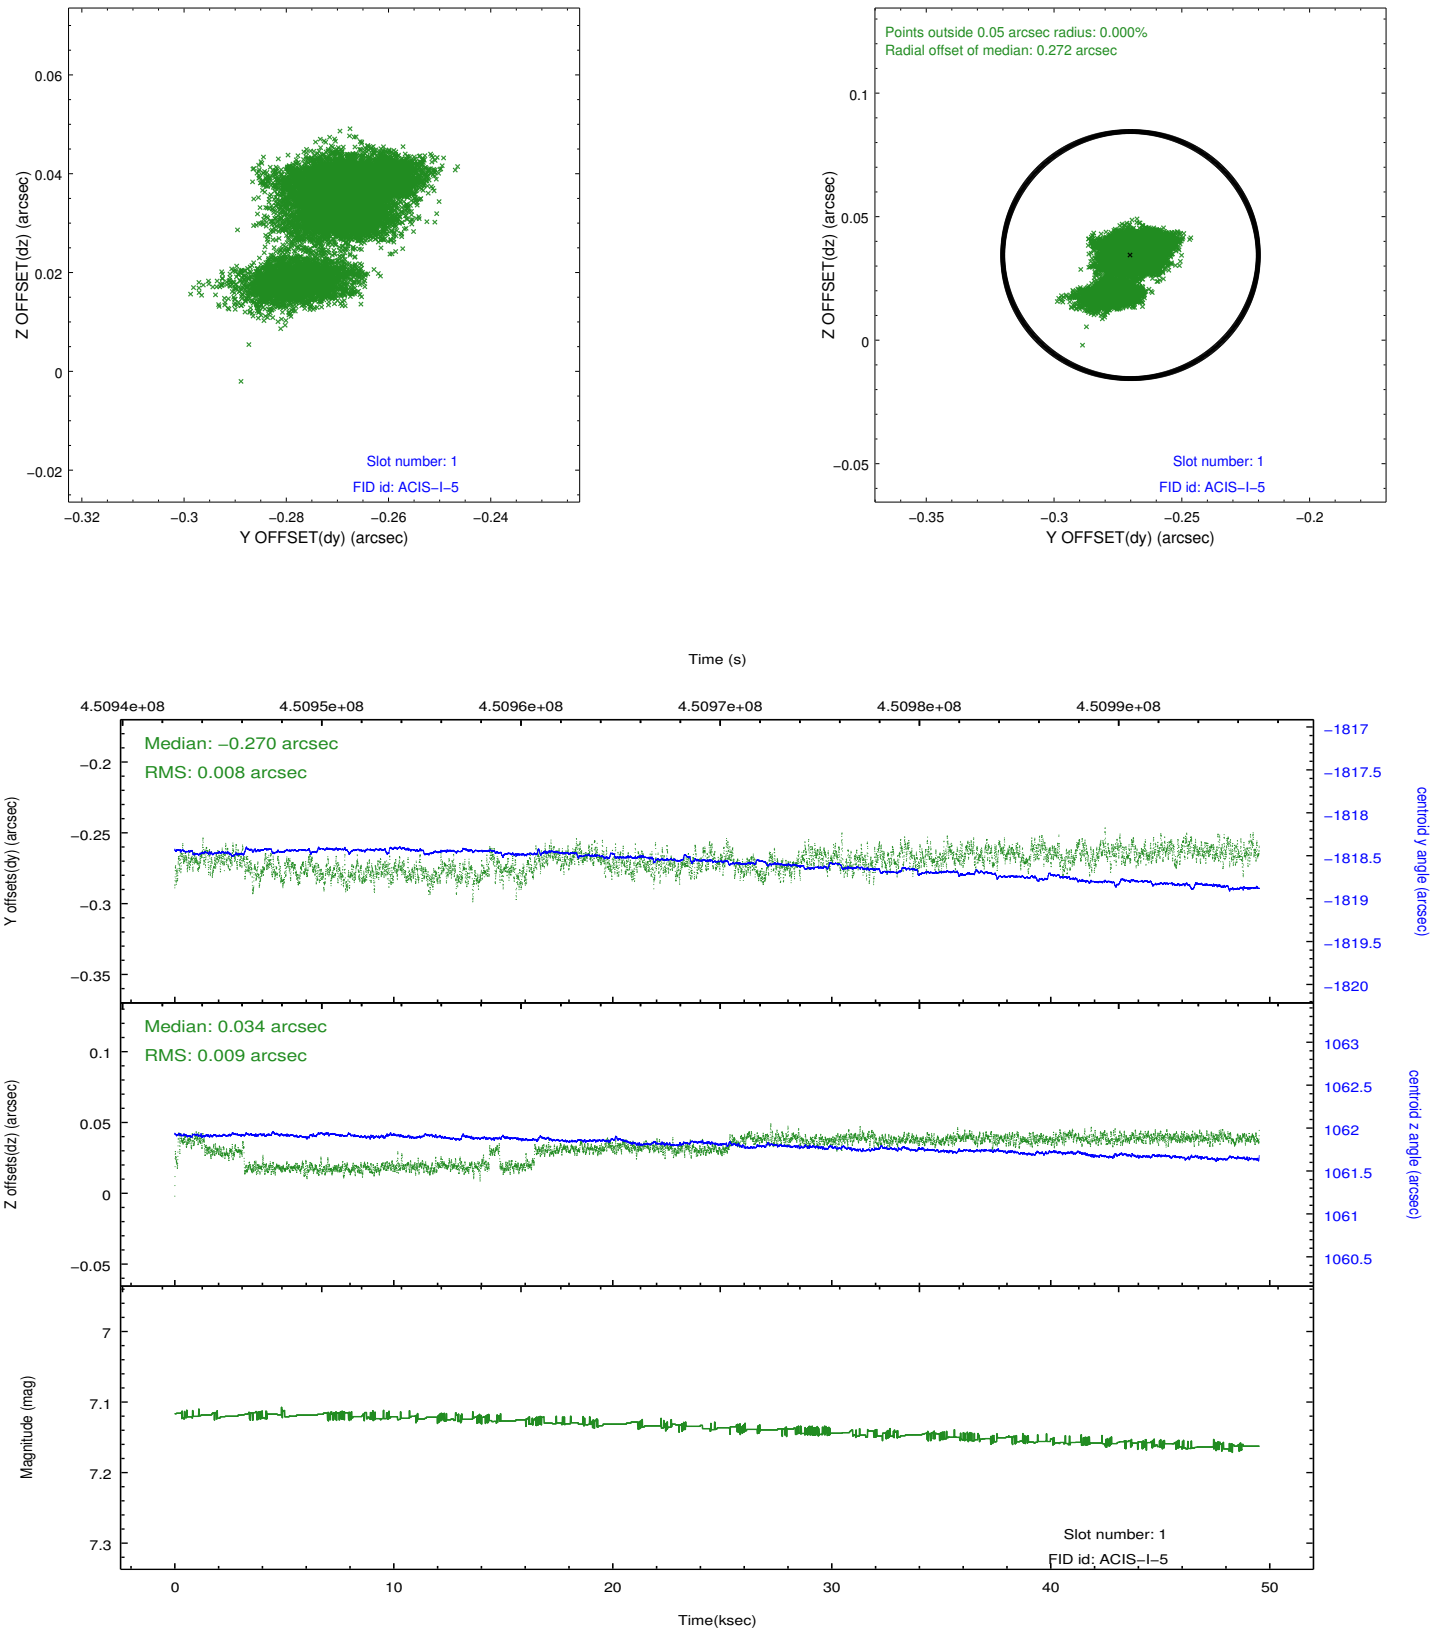 0.06
0.04
0.02
0
−0.02
Z OFFSET(dz) (arcsec)
Slot number: 1
FID id: ACIS−I−5
−0.32
−0.3
−0.28
−0.26
−0.24
Y OFFSET(dy) (arcsec)
Points outside 0.05 arcsec radius: 0.000%
Radial offset of median: 0.272 arcsec
0.1
0.05
0
−0.05
Z OFFSET(dz) (arcsec)
Slot number: 1
FID id: ACIS−I−5
−0.35
−0.3
−0.25
−0.2
Y OFFSET(dy) (arcsec)
Time (s)
4.5094e+08
4.5095e+08
4.5096e+08
4.5097e+08
4.5098e+08
4.5099e+08
Median: −0.270 arcsec
RMS: 0.008 arcsec
−0.2
−0.25
−0.3
−0.35
Y offsets(dy) (arcsec)
−1817
−1817.5
−1818
−1818.5
−1819
−1819.5
−1820
centroid y angle (arcsec)
Median: 0.034 arcsec
RMS: 0.009 arcsec
0.1
0.05
0
−0.05
Z offsets(dz) (arcsec)
1063
1062.5
1062
1061.5
1061
1060.5
centroid z angle (arcsec)
7
7.1
7.2
7.3
Magnitude (mag)
Slot number: 1
FID id: ACIS−I−5
0
10
20
30
40
50
Time(ksec)